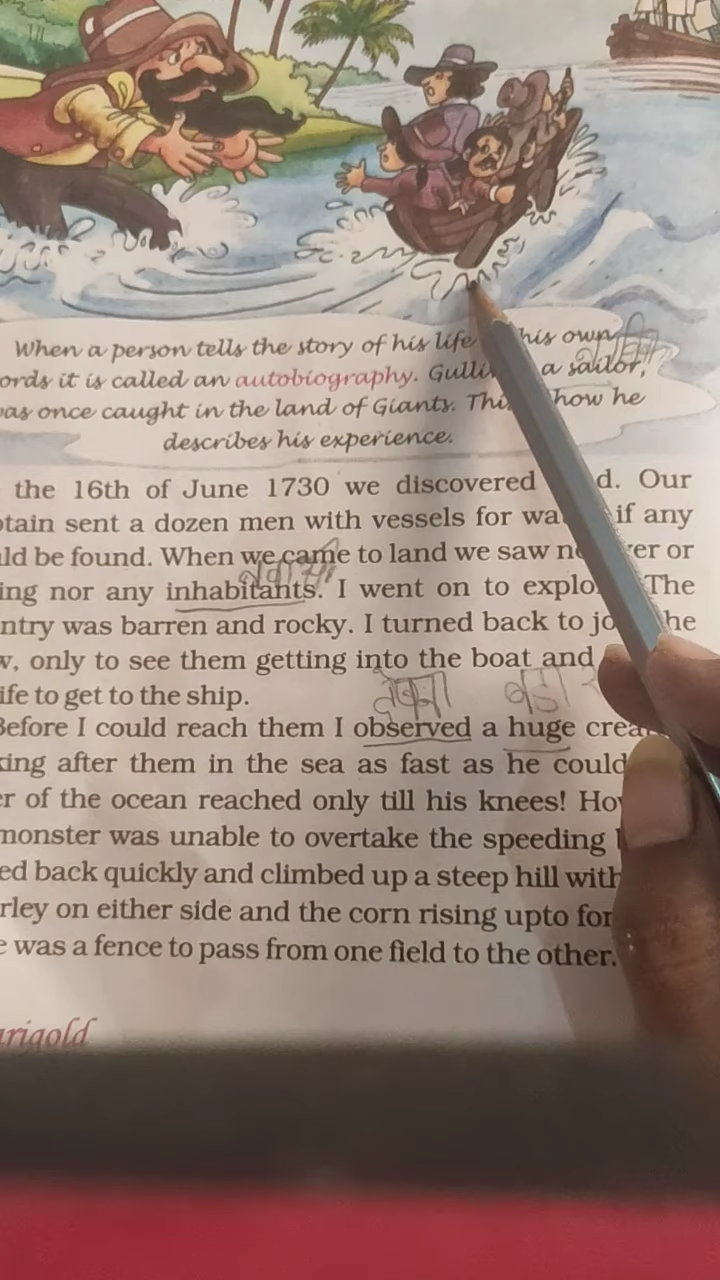 When a person tells the story of his life his own
ords it is called an autobiography. Gulli a sailor,
as once caught in the land of Giants. Thi how he
describes his experience.
the 16th of June 1730 we discovered d. Our
tain sent a dozen men with vessels for wa if any
ld be found. When we came to land we saw n er or
ing nor any inhabitants. I went on to explo The
ntry was barren and rocky. I turned back to jo he
w, only to see them getting into the boat and
ife to get to the ship.
Before I could reach them I observed a huge crea
king after them in the sea as fast as he could
er of the ocean reached only till his knees! Ho
monster was unable to overtake the speeding
ed back quickly and climbed up a steep hill with
rley on either side and the corn rising upto for
e was a fence to pass from one field to the other.
arigold